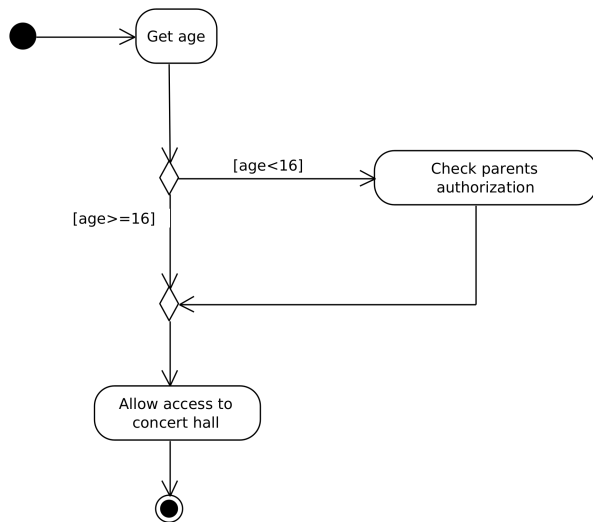 Get age
[age<16]
Check parents
authorization
[age>=16]
Allow access to
concert hall